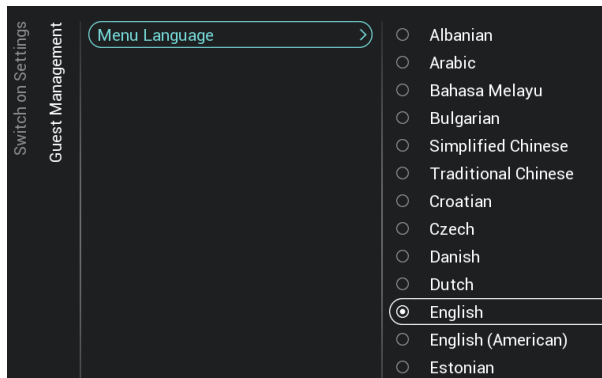 Switch on Settings
Guest Management
Menu Language
Albanian
Arabic
Bahasa Melayu
Bulgarian
Simplified Chinese
Traditional Chinese
Croatian
Czech
Danish
Dutch
English
English (American)
Estonian